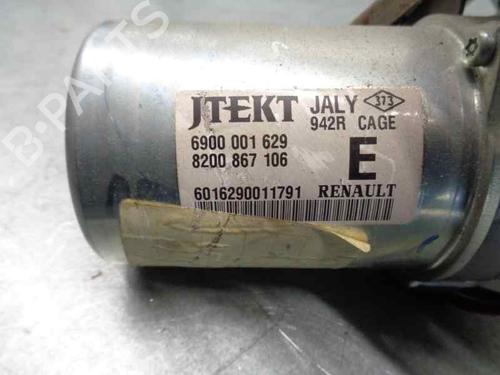 JTEKT JALY 373
942R CAGE
6900 001 629
8200 867 106 E
6016290011791 RENAULT
B-PARTS